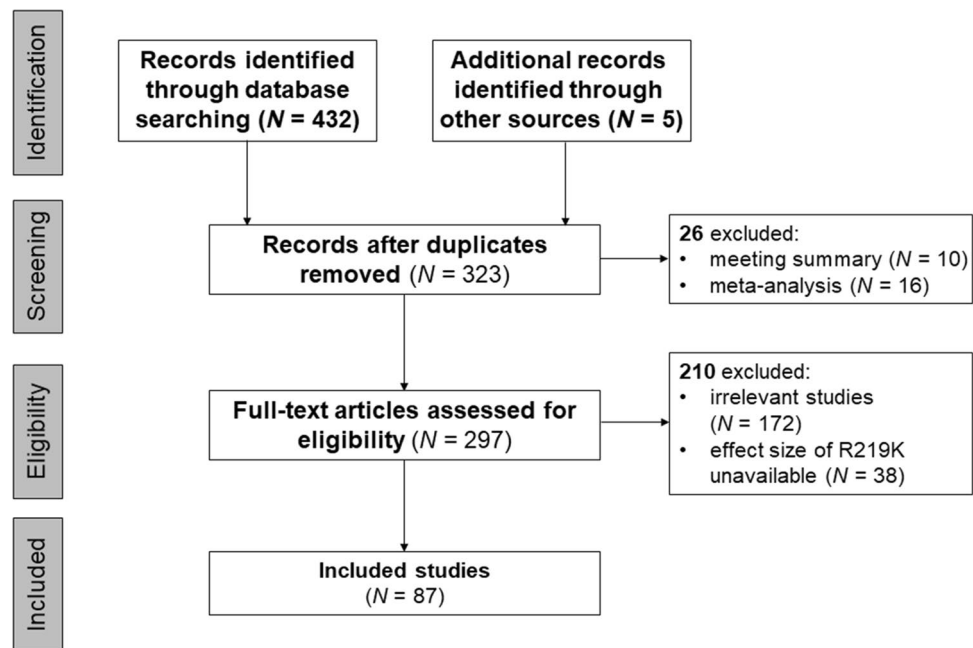 Identification
Records identified
through database
searching (N = 432)
Additional records
identified through
other sources (N = 5)
Screening
Records after duplicates
removed (N = 323)
26 excluded:
• meeting summary (N = 10)
• meta-analysis (N = 16)
Eligibility
Full-text articles assessed for
eligibility (N = 297)
210 excluded:
• irrelevant studies
(N = 172)
• effect size of R219K
unavailable (N = 38)
Included
Included studies
(N = 87)